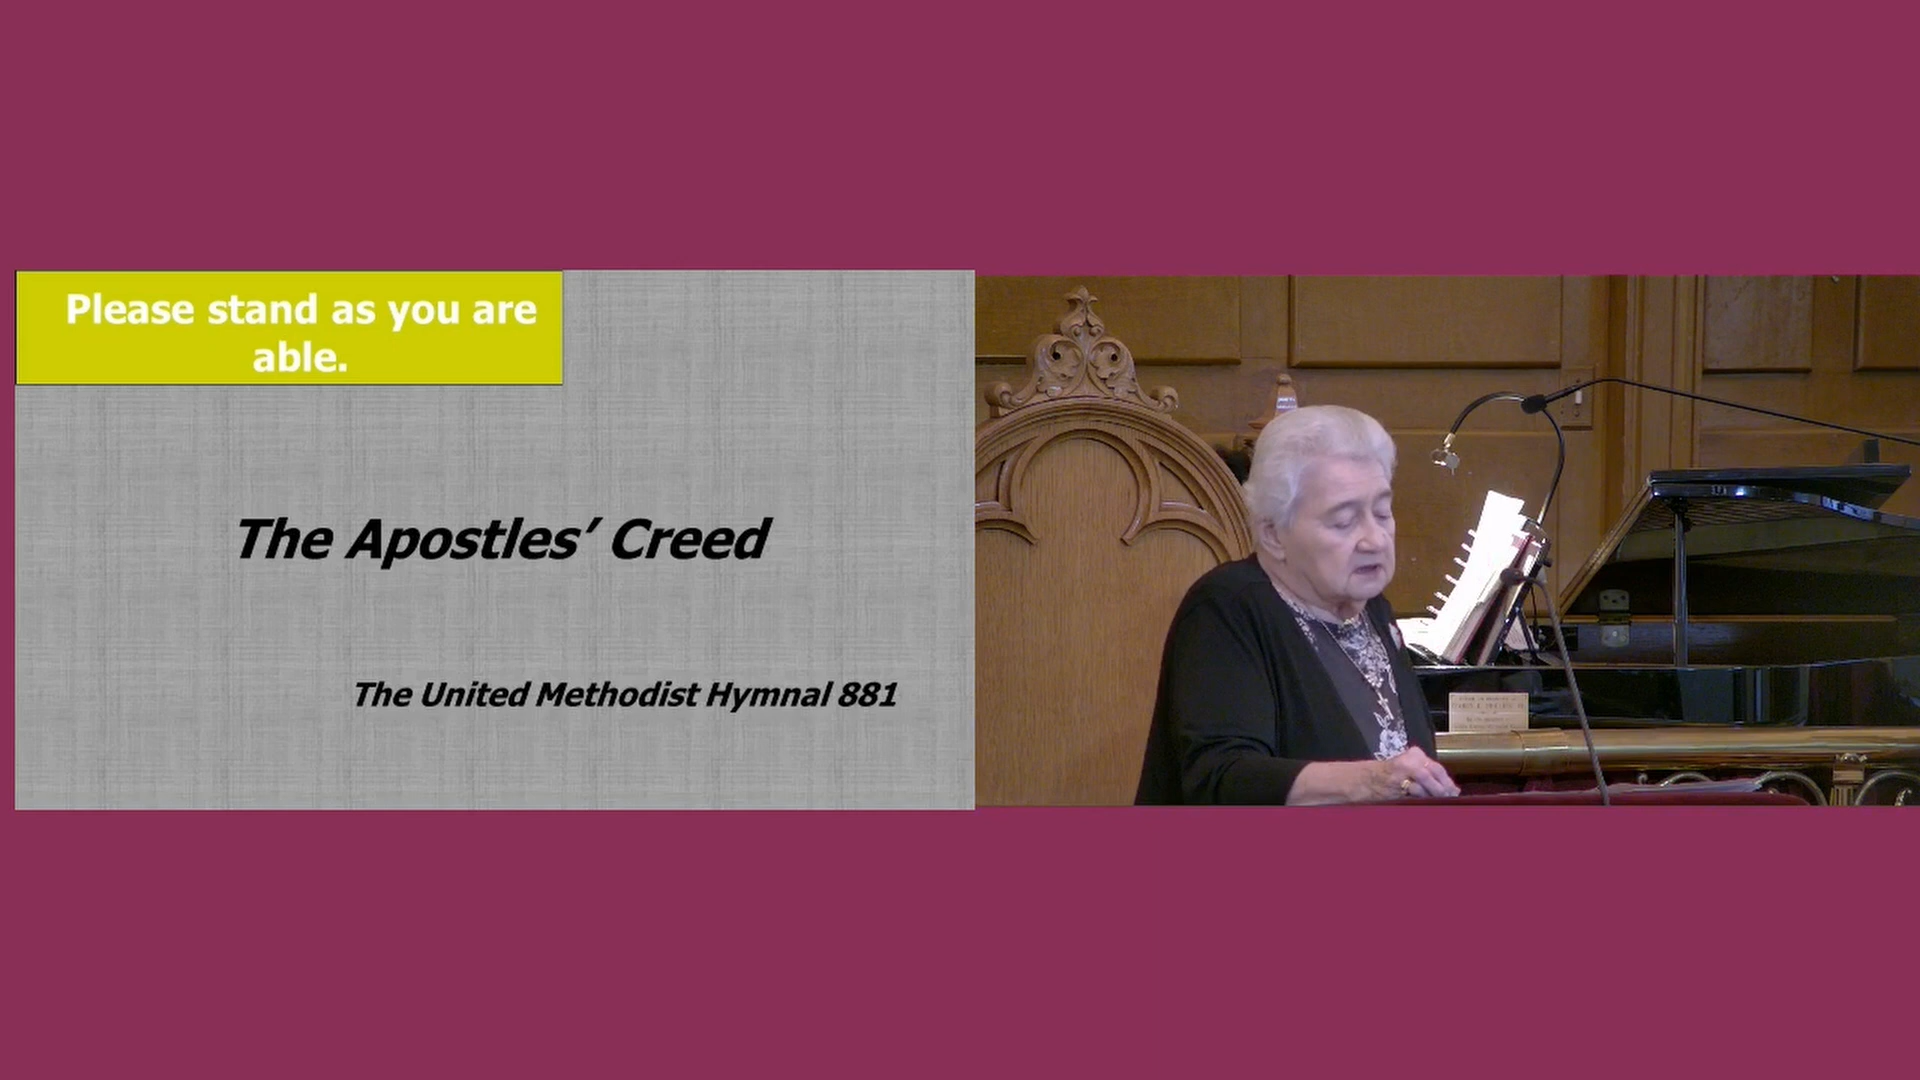 Please stand as you are
able.
The Apostles’ Creed
The United Methodist Hymnal 881